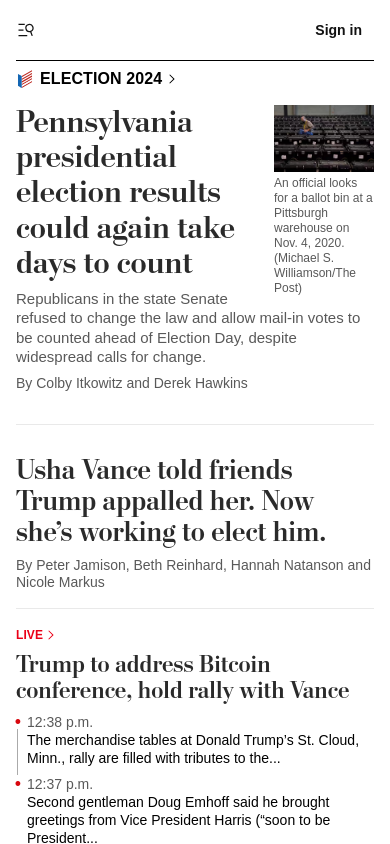 Sign in
ELECTION 2024
Pennsylvania
presidential
election results
could again take
days to count
An official looks
for a ballot bin at a
Pittsburgh
warehouse on
Nov. 4, 2020.
(Michael S.
Williamson/The
Post)
Republicans in the state Senate
refused to change the law and allow mail-in votes to
be counted ahead of Election Day, despite
widespread calls for change.
By Colby Itkowitz and Derek Hawkins
Usha Vance told friends
Trump appalled her. Now
she’s working to elect him.
By Peter Jamison, Beth Reinhard, Hannah Natanson and
Nicole Markus
LIVE
Trump to address Bitcoin
conference, hold rally with Vance
12:38 p.m.
The merchandise tables at Donald Trump’s St. Cloud,
Minn., rally are filled with tributes to the...
12:37 p.m.
Second gentleman Doug Emhoff said he brought
greetings from Vice President Harris (“soon to be
President...